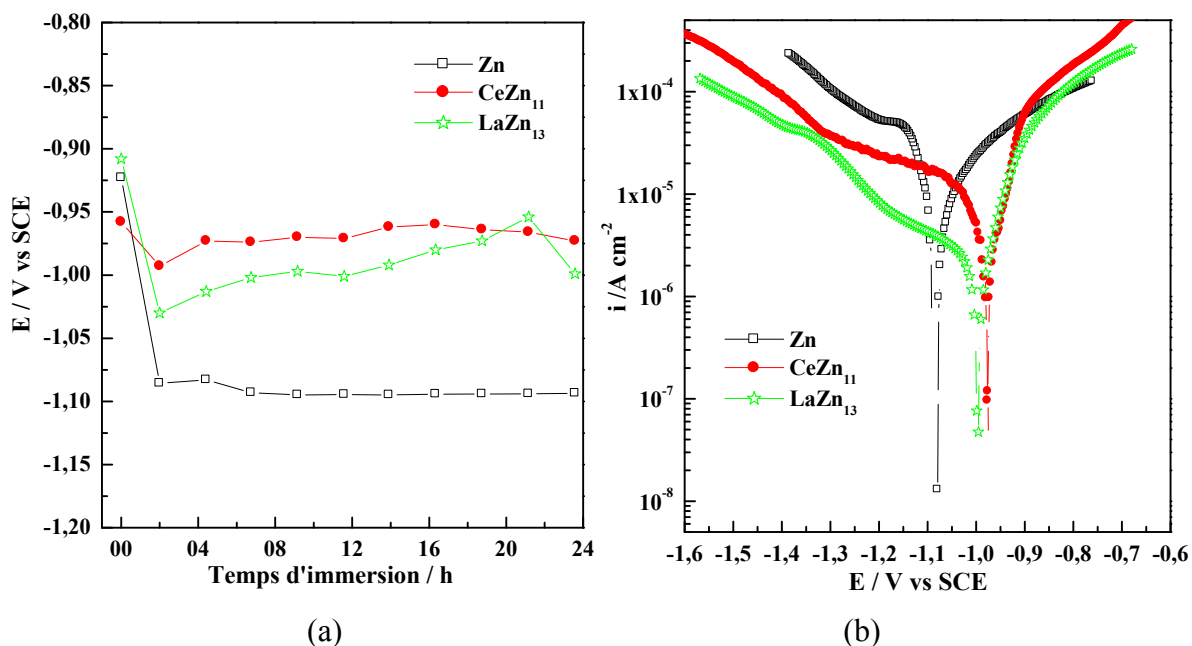 -0,80
-0,85
-0,90
-0,95
-1,00
-1,05
-1,10
-1,15
-1,20
E / V vs SCE
Zn
CeZn₁₁
LaZn₁₃
00 04 08 12 16 20 24
Temps d'immersion / h
(a)
1x10⁻⁴
1x10⁻⁵
10⁻⁶
10⁻⁷
10⁻⁸
i /A cm⁻²
Zn
CeZn₁₁
LaZn₁₃
-1,6 -1,5 -1,4 -1,3 -1,2 -1,1 -1,0 -0,9 -0,8 -0,7 -0,6
E / V vs SCE
(b)